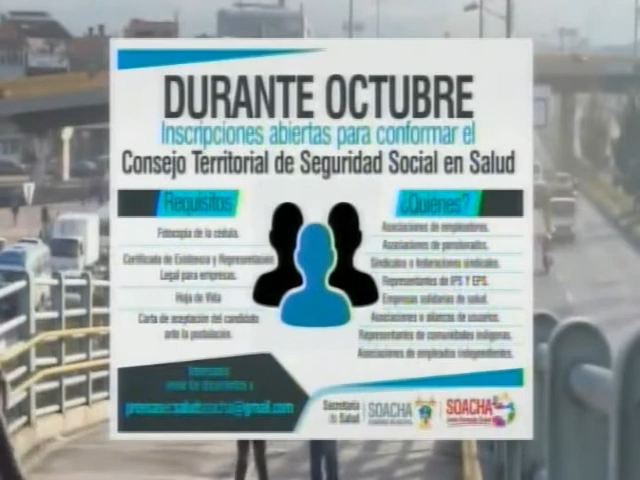 DURANTE OCTUBRE
Inscripciones abiertas para conformar el
Consejo Territorial de Seguridad Social en Salud
Requisitos
Fotocopia de la cédula.
Certificado de Existencia y Representación
Legal para empresas.
Hoja de Vida
Carta de aceptación del candidato
ante la postulación.
¿Quiénes?
Asociaciones de empleadores.
Asociaciones de pensionados.
Sindicatos o federaciones sindicales.
Representantes de IPS Y EPS.
Empresas solidarias de salud.
Asociaciones o alianzas de usuarios.
Representantes de comunidades indígenas.
Asociaciones de empleados independientes.
Interesados
enviar los documentos a
@gmail.com
Secretaría
de Salud
SOACHA
SOACHA